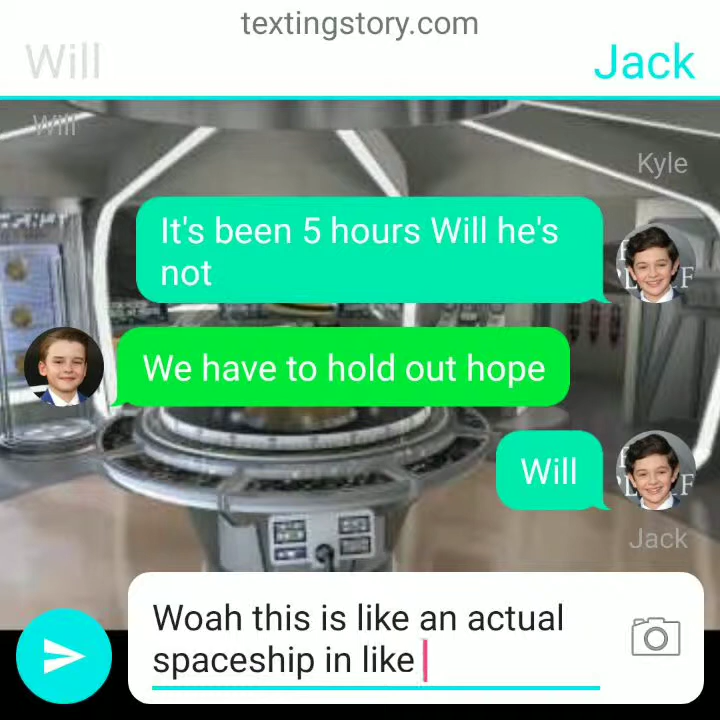 textingstory.com
Will
Jack
Will
Kyle
It's been 5 hours Will he's
not
We have to hold out hope
Will
Jack
Woah this is like an actual
spaceship in like